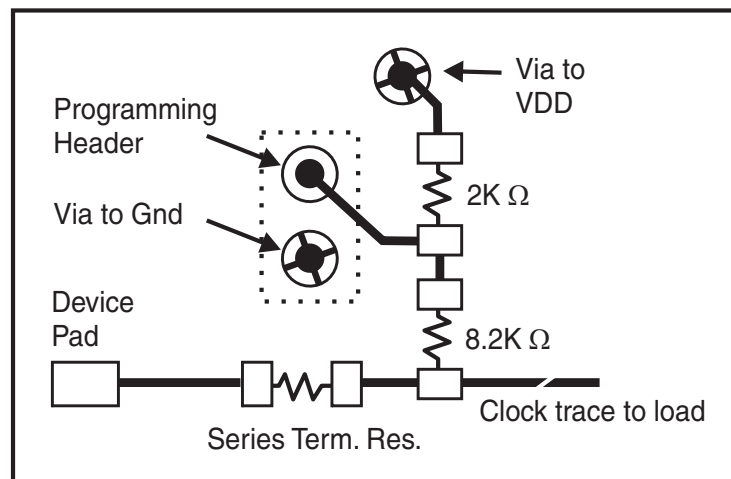 Via to
VDD
Programming
Header
2K Ω
Via to Gnd
Device
Pad
8.2K Ω
Clock trace to load
Series Term. Res.